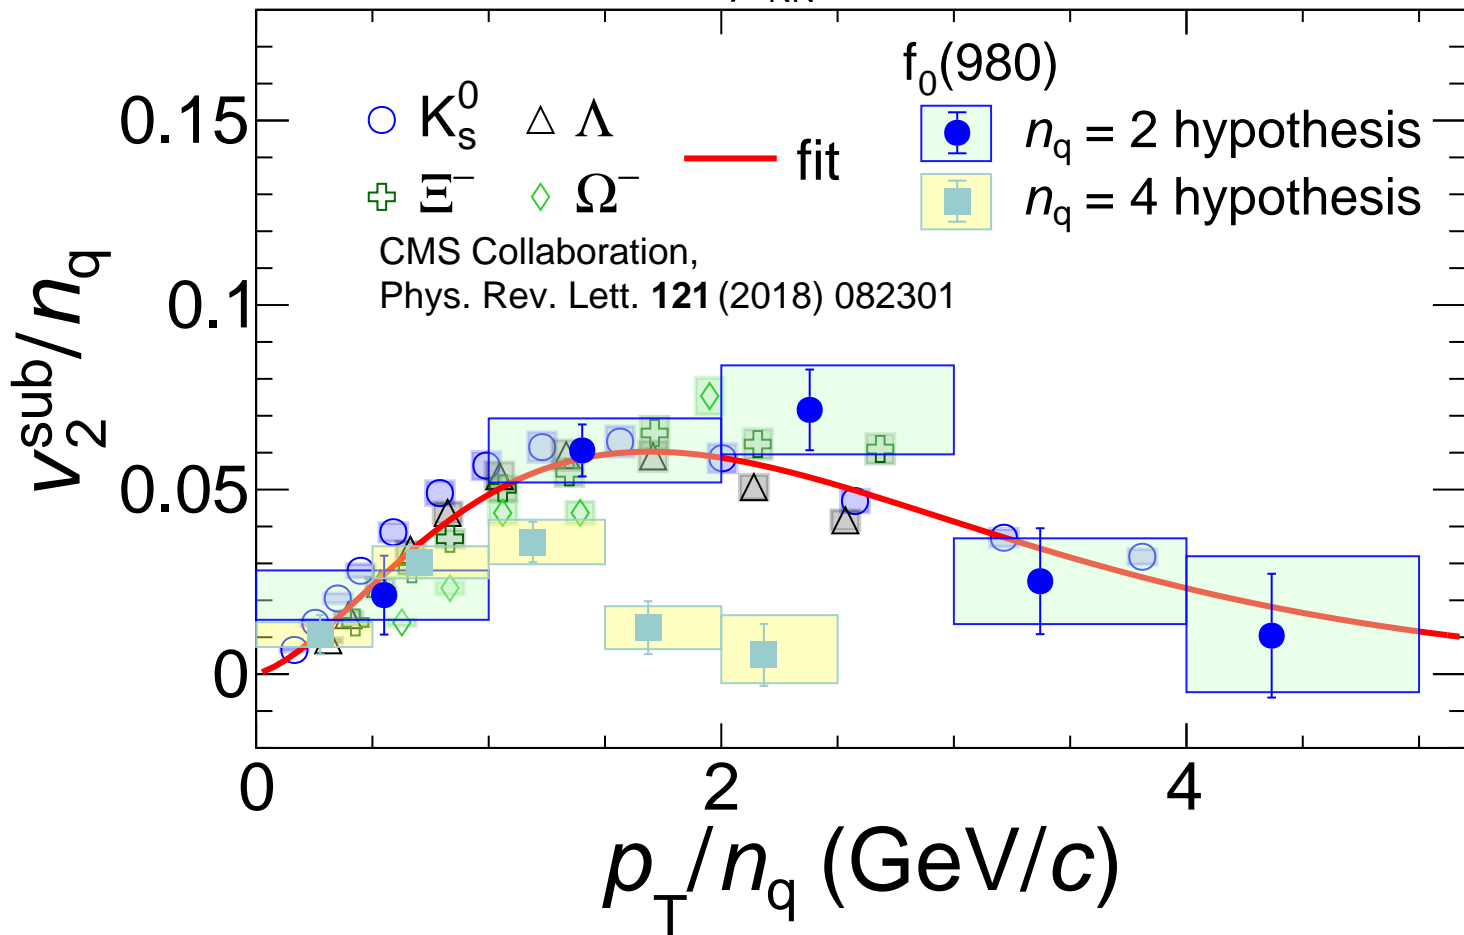 f0(980)
K0s
Λ
fit
nq = 2 hypothesis
Ξ−
Ω−
nq = 4 hypothesis
CMS Collaboration,
Phys. Rev. Lett. 121 (2018) 082301
0.15
0.1
0.05
0
v2sub/nq
0 2 4
pT/nq (GeV/c)